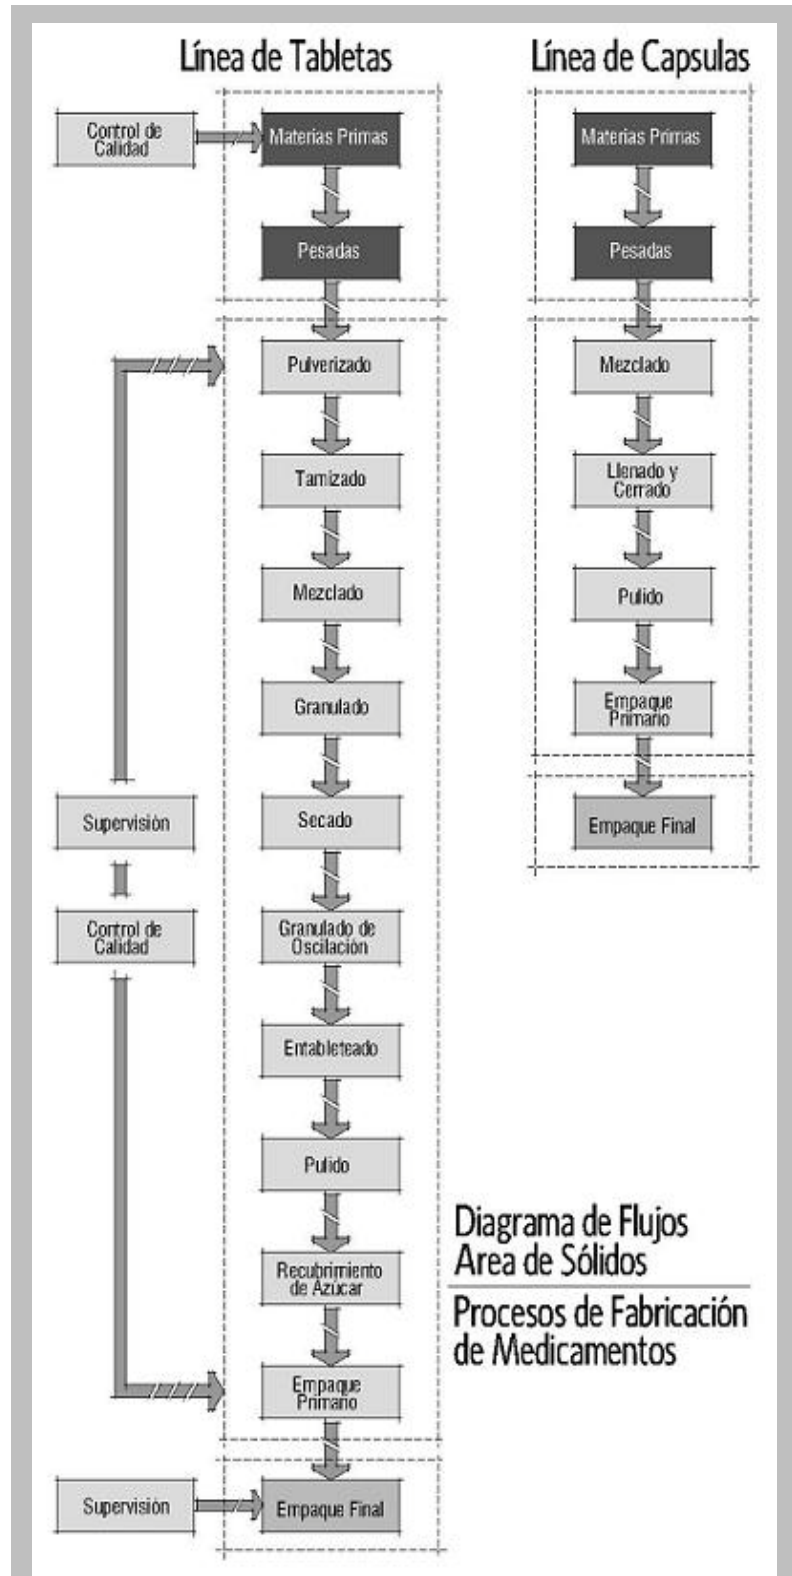 Línea de Tabletas
Control de
Calidad
Materias Primas
Pesadas
Pulverizado
Tamizado
Mezclado
Granulado
Supervisión
Secado
Control de
Calidad
Granulado de
Oscilación
Entableteado
Pulido
Recubrimiento
de Azúcar
Empaque
Primario
Supervisión
Empaque Final
Línea de Capsulas
Materias Primas
Pesadas
Mezclado
Llenado y
Cerrado
Pulido
Empaque
Primario
Empaque Final
Diagrama de Flujos
Area de Sólidos
Procesos de Fabricación
de Medicamentos